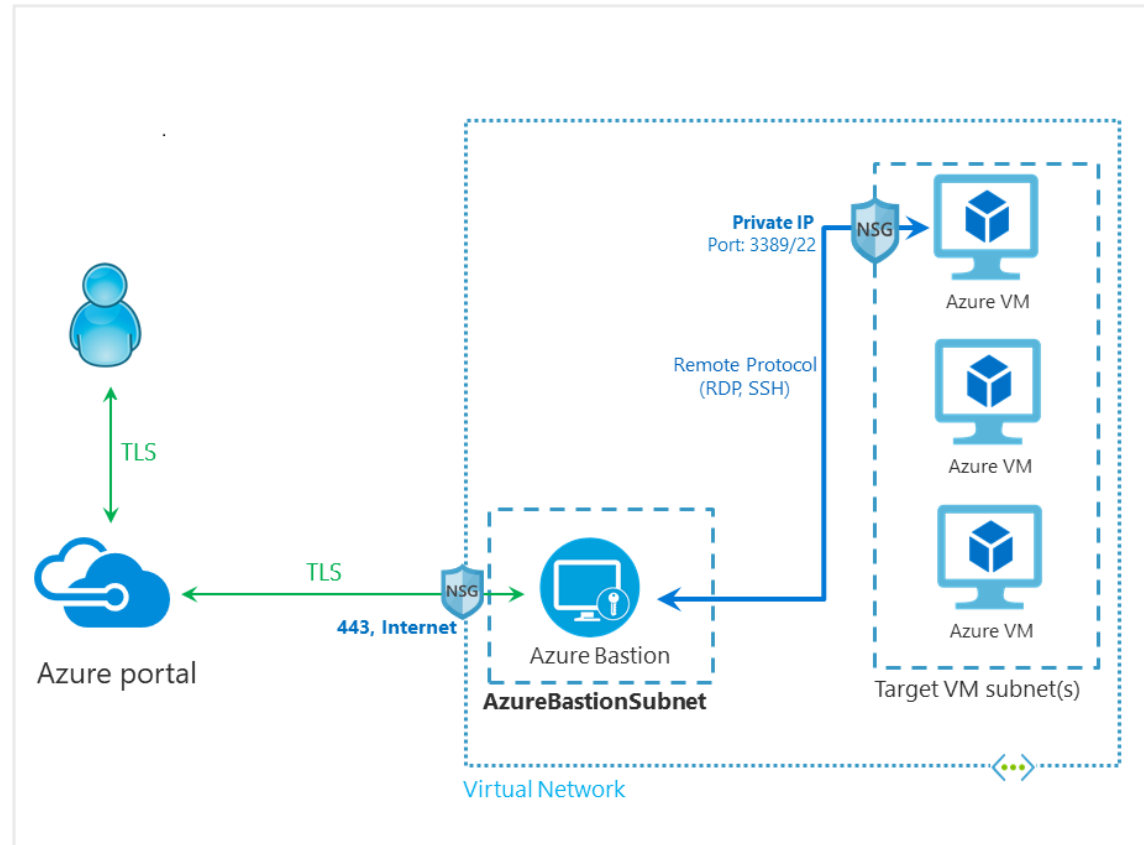 Private IP
Port: 3389/22
NSG
Azure VM
Remote Protocol
(RDP, SSH)
Azure VM
TLS
TLS
NSG
443, Internet
Azure VM
Azure Bastion
Azure portal
AzureBastionSubnet
Target VM subnet(s)
Virtual Network